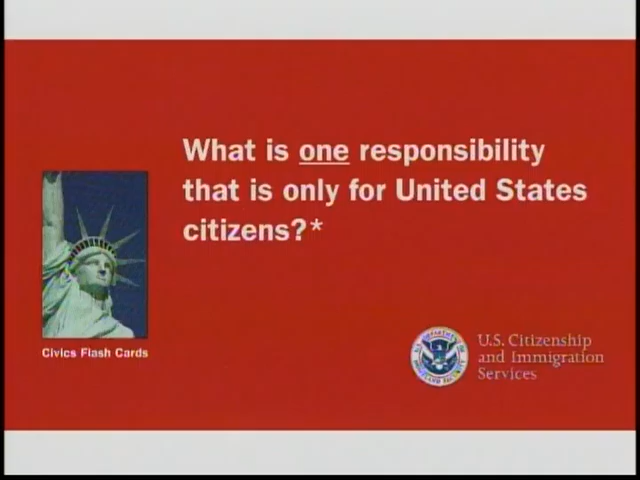 What is one responsibility
that is only for United States
citizens?*
Civics Flash Cards
U.S. Citizenship
and Immigration
Services